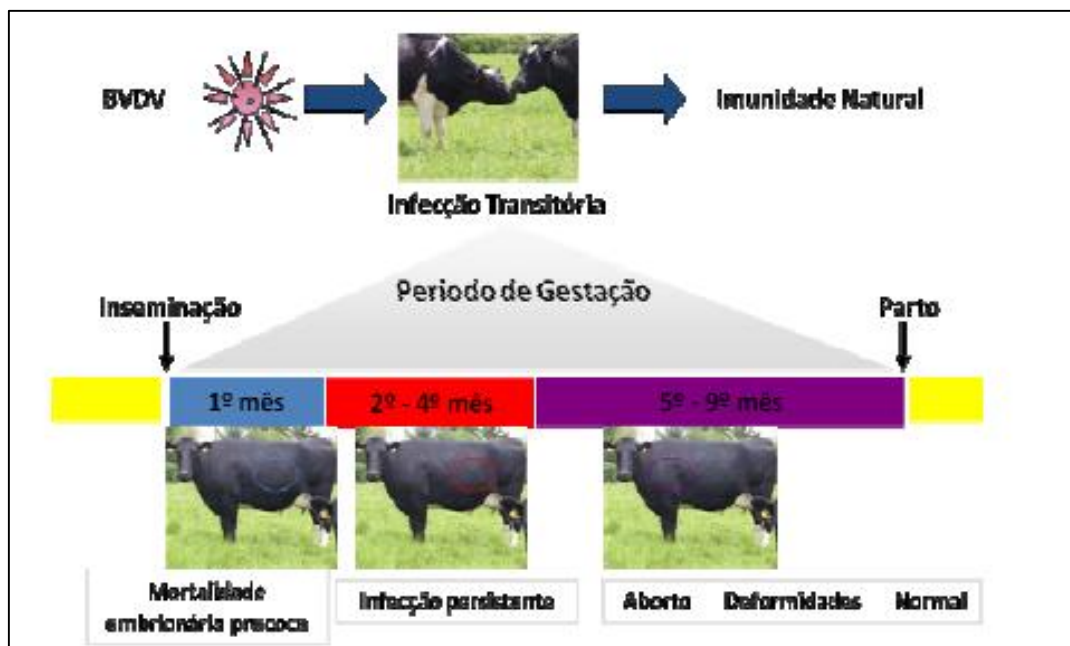 BVDV
Imunidade Natural
Infecção Transitória
Periodo de Gestação
Inseminação
Parto
1º mês
2º - 4º mês
5º - 9º mês
Mortalidade
embrionária precoce
Infecção persistente
Aborto Deformidades Normal